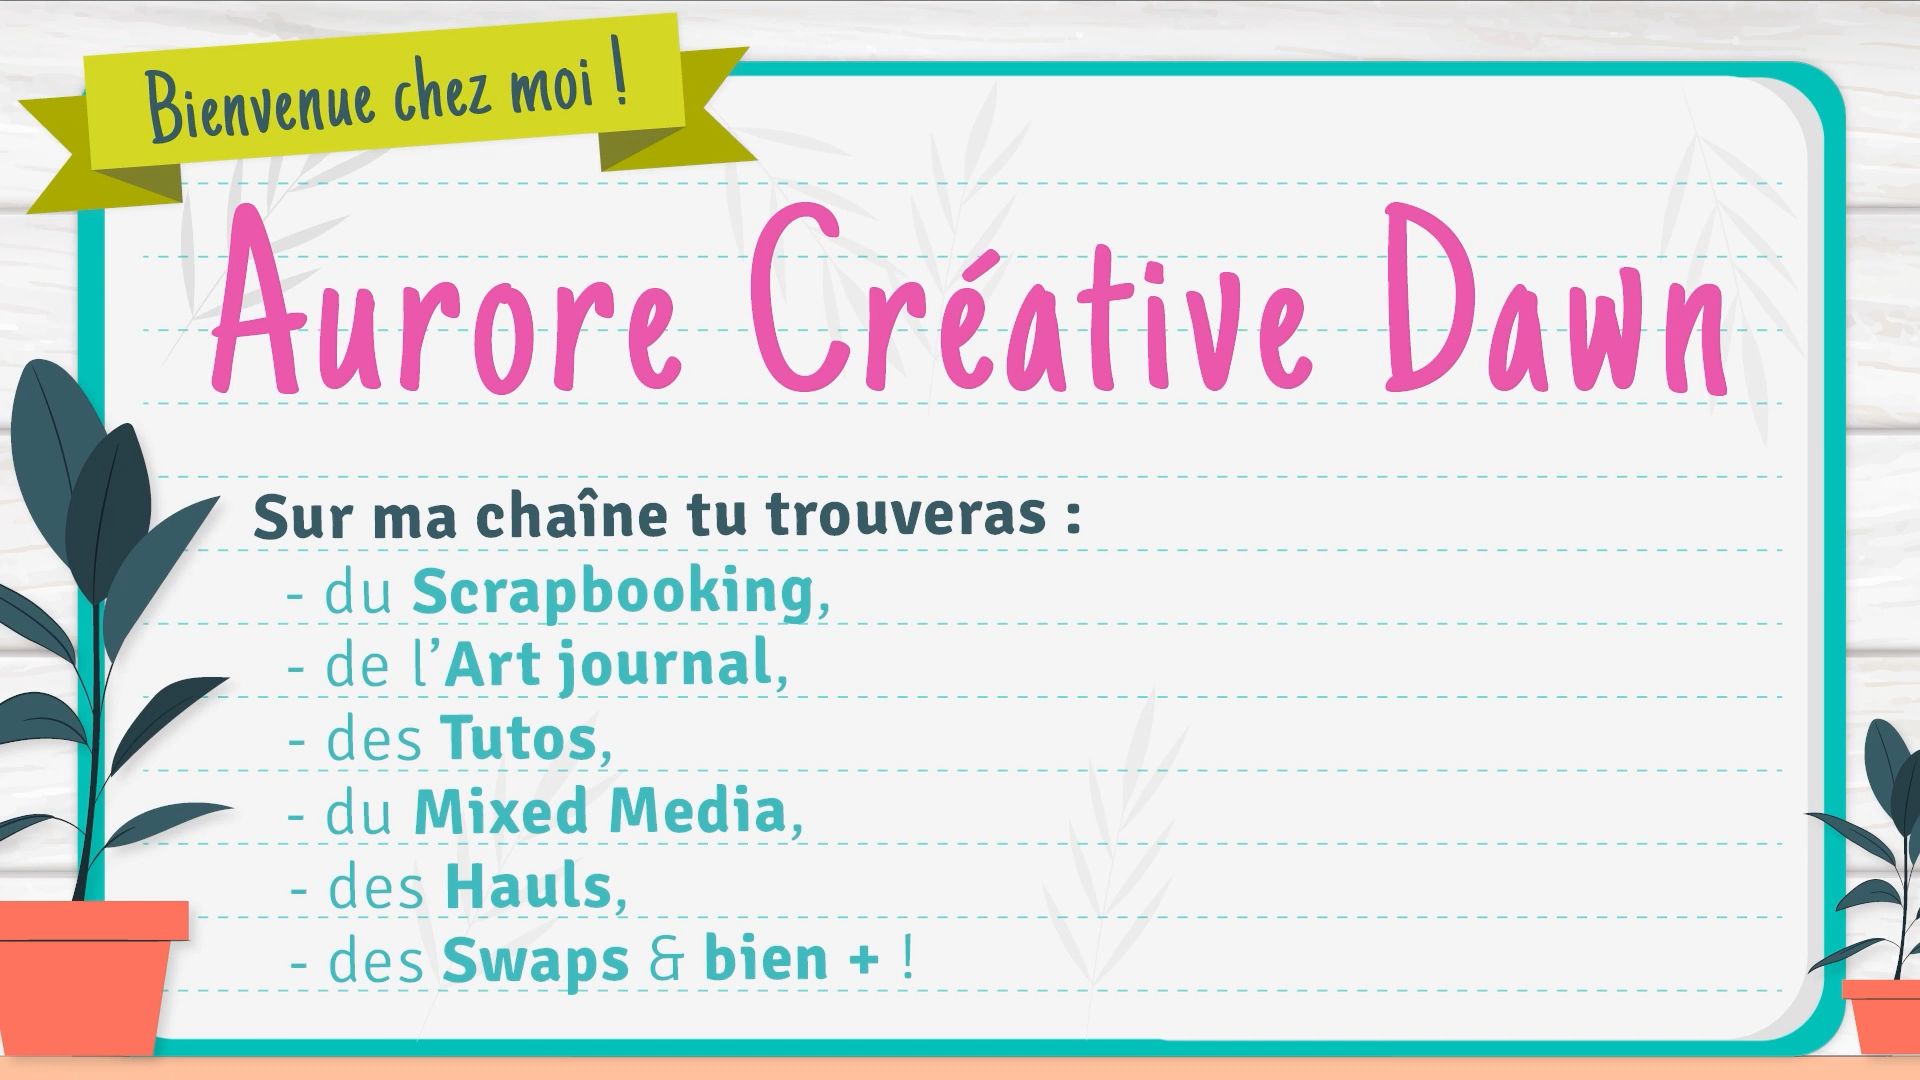 Bienvenue chez moi !
Aurore Créative Dawn
Sur ma chaîne tu trouveras :
- du Scrapbooking,
- de l’Art journal,
- des Tutos,
- du Mixed Media,
- des Hauls,
- des Swaps & bien + !